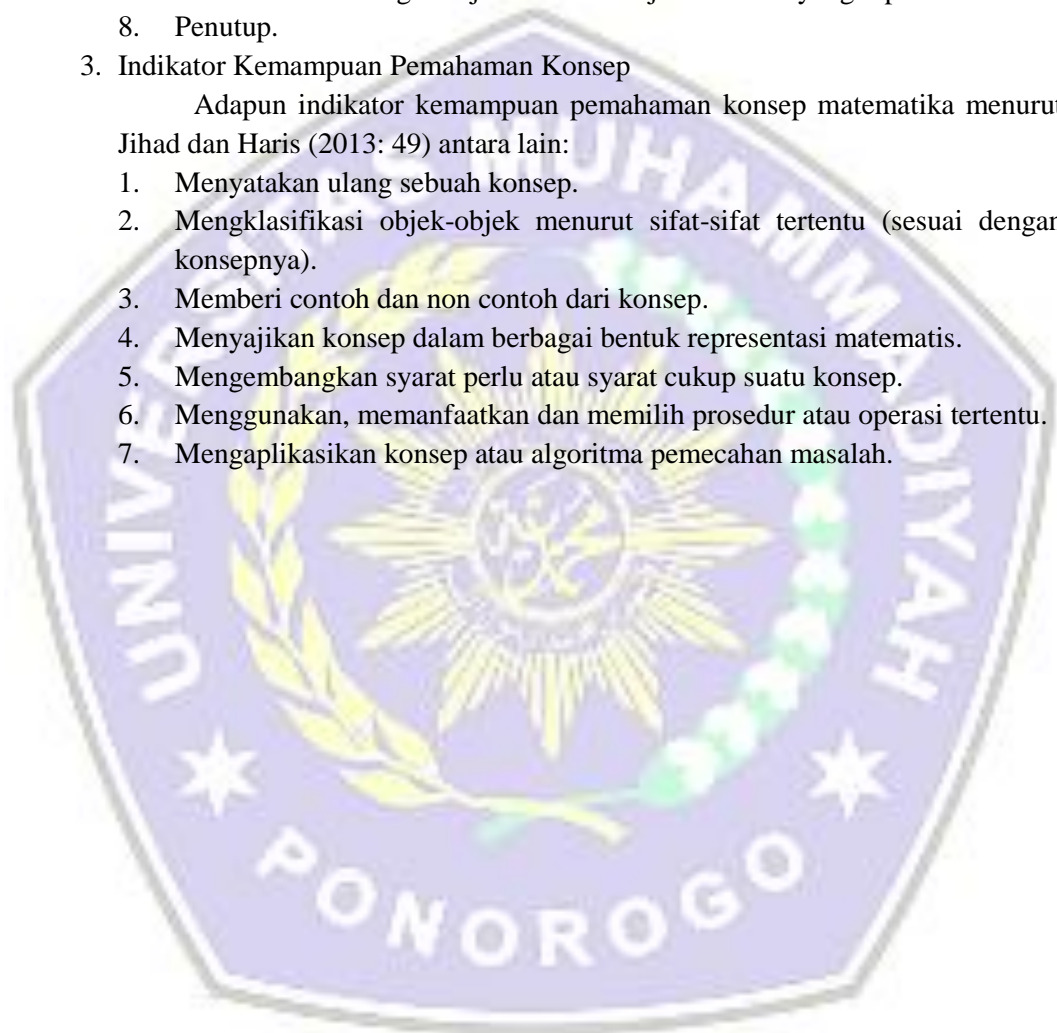 8. Penutup.
3. Indikator Kemampuan Pemahaman Konsep
Adapun indikator kemampuan pemahaman konsep matematika menurut
Jihad dan Haris (2013: 49) antara lain:
1. Menyatakan ulang sebuah konsep.
2. Mengklasifikasi objek-objek menurut sifat-sifat tertentu (sesuai dengan
konsepnya).
3. Memberi contoh dan non contoh dari konsep.
4. Menyajikan konsep dalam berbagai bentuk representasi matematis.
5. Mengembangkan syarat perlu atau syarat cukup suatu konsep.
6. Menggunakan, memanfaatkan dan memilih prosedur atau operasi tertentu.
7. Mengaplikasikan konsep atau algoritma pemecahan masalah.
UNIVERSITAS MUHAMMADIYAH
PONOROGO